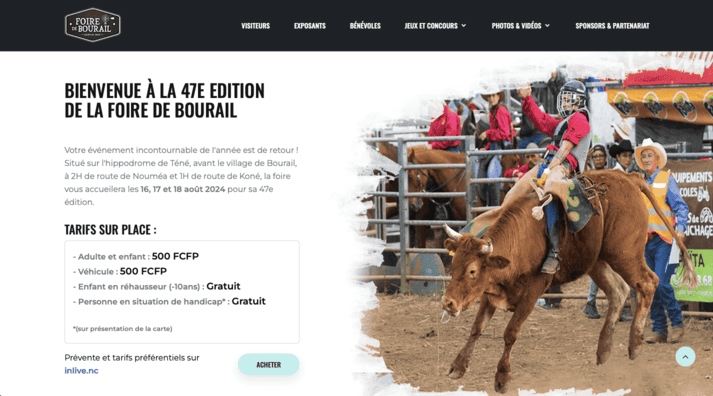 FOIRE
DE BOURAIL
VISITEURS
EXPOSANTS
BÉNÉVOLES
JEUX ET CONCOURS
PHOTOS & VIDÉOS
SPONSORS & PARTENARIAT
BIENVENUE À LA 47E EDITION
DE LA FOIRE DE BOURAIL
Votre événement incontournable de l'année est de retour !
Situé sur l'hippodrome de Téné, avant le village de Bourail,
à 2H de route de Nouméa et 1H de route de Koné, la foire
vous accueilera les 16, 17 et 18 août 2024 pour sa 47e
édition.
TARIFS SUR PLACE :
- Adulte et enfant : 500 FCFP
- Véhicule : 500 FCFP
- Enfant en réhausseur (-10ans) : Gratuit
- Personne en situation de handicap* : Gratuit
*(sur présentation de la carte)
Prévente et tarifs préférentiels sur
inlive.nc
ACHETER